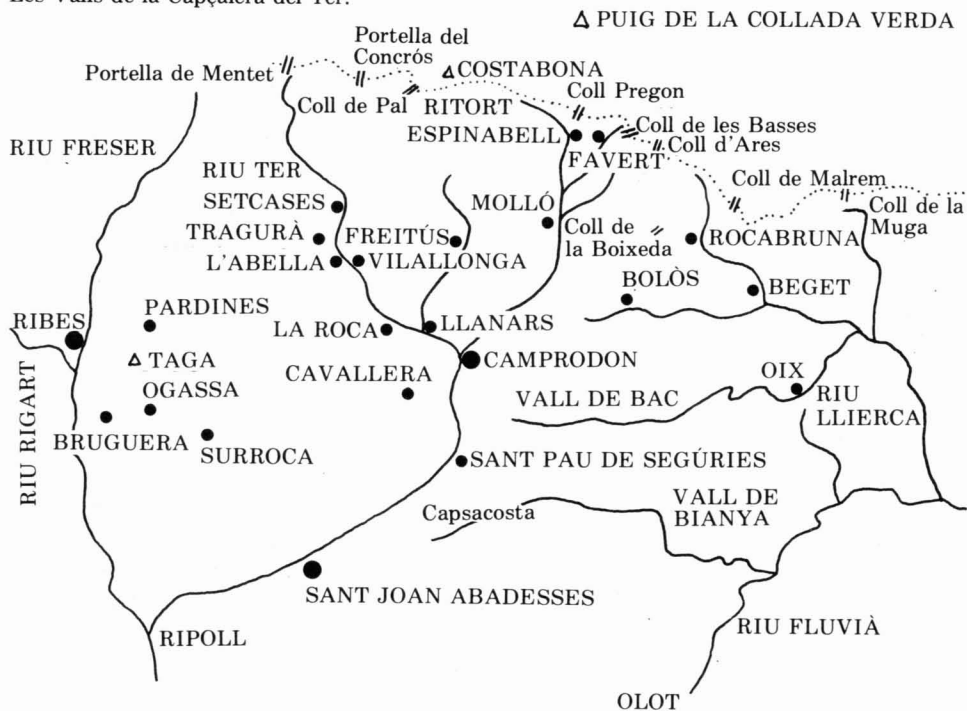 Les Valls de la Capçalera del Ter.
PUIG DE LA COLLADA VERDA
Portella del
Concrós
Portella de Mentet
COSTABONA
Coll de Pal
RITORT
Coll Pregon
ESPINABELL
Coll de les Basses
Coll d'Ares
FAVERT
RIU FRESER
RIU TER
SETCASES
MOLLÓ
Coll de Malrem
Coll de la
Muga
TRAGURÀ
FREITÚS
Coll de
la Boixeda
ROCABRUNA
L'ABELLA
VILALLONGA
BOLÒS
BEGET
PARDINES
RIBES
LA ROCA
LLANARS
TAGA
CAMPRODON
CAVALLERA
OIX
OGASSA
VALL DE BAC
RIU
LLIERCA
BRUGUERA
SURROCA
RIU RIGART
SANT PAU DE SEGÚRIES
Capsacosta
VALL DE
BIANYA
SANT JOAN ABADESSES
RIPOLL
RIU FLUVIÀ
OLOT